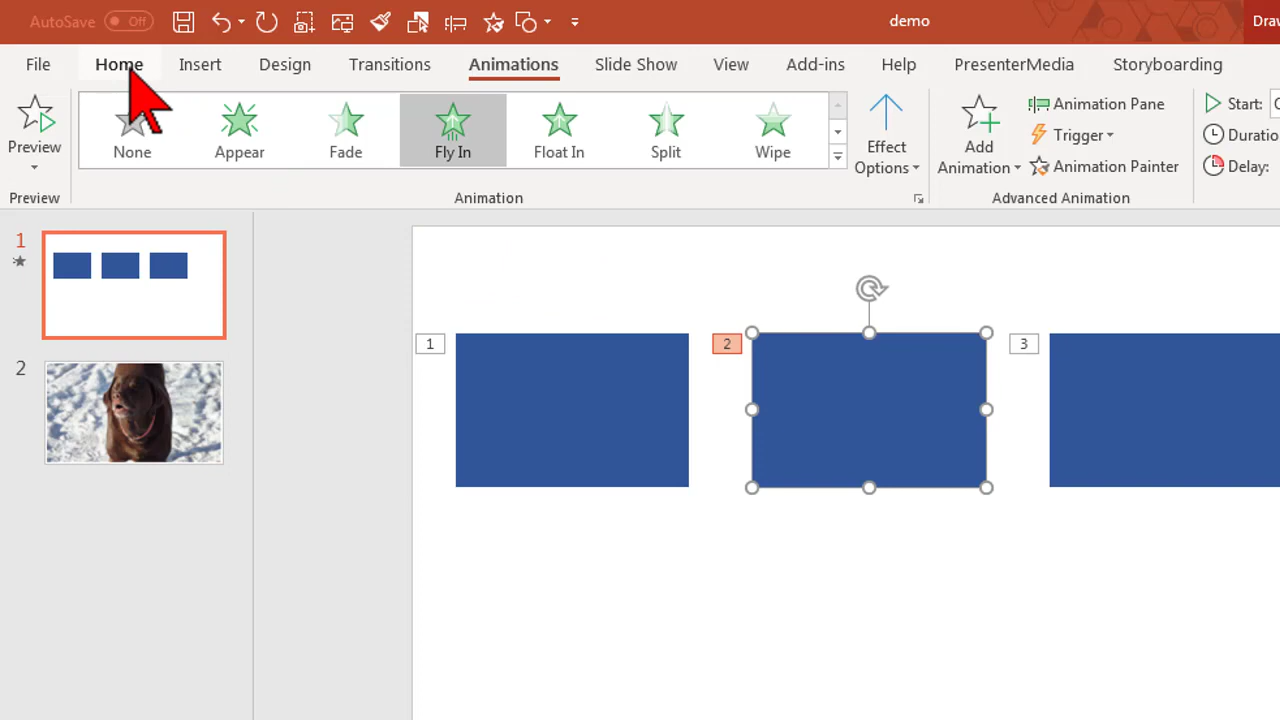 AutoSave Off demo Draw
File Home Insert Design Transitions Animations Slide Show View Add-ins Help PresenterMedia Storyboarding
Preview
None Appear Fade Fly In Float In Split Wipe
Effect Options
Add Animation
Animation Pane
Trigger
Animation Painter
Start:
Duratio
Delay:
Preview Animation Advanced Animation
1
2
1 2 3